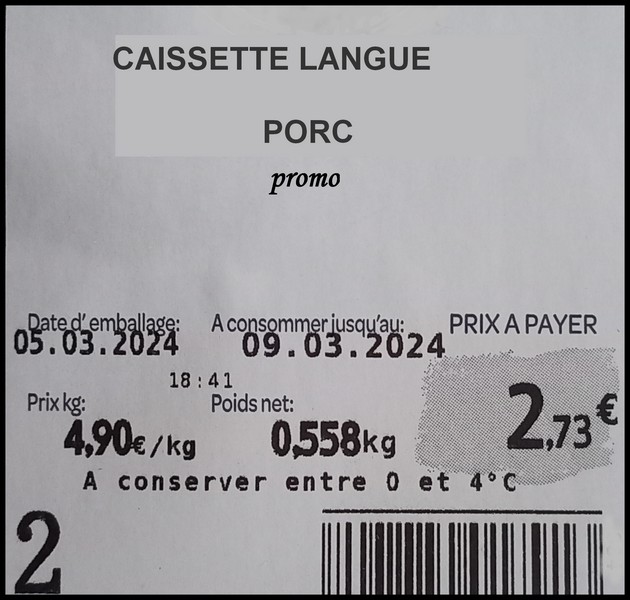 CAISSETTE LANGUE
PORC
promo
Date d'emballage: A consommer jusqu'au: PRIX A PAYER
05.03.2024 09.03.2024
18:41
2,73€
Prix kg: Poids net:
4,90€/kg 0,558kg
A conserver entre 0 et 4°C
2